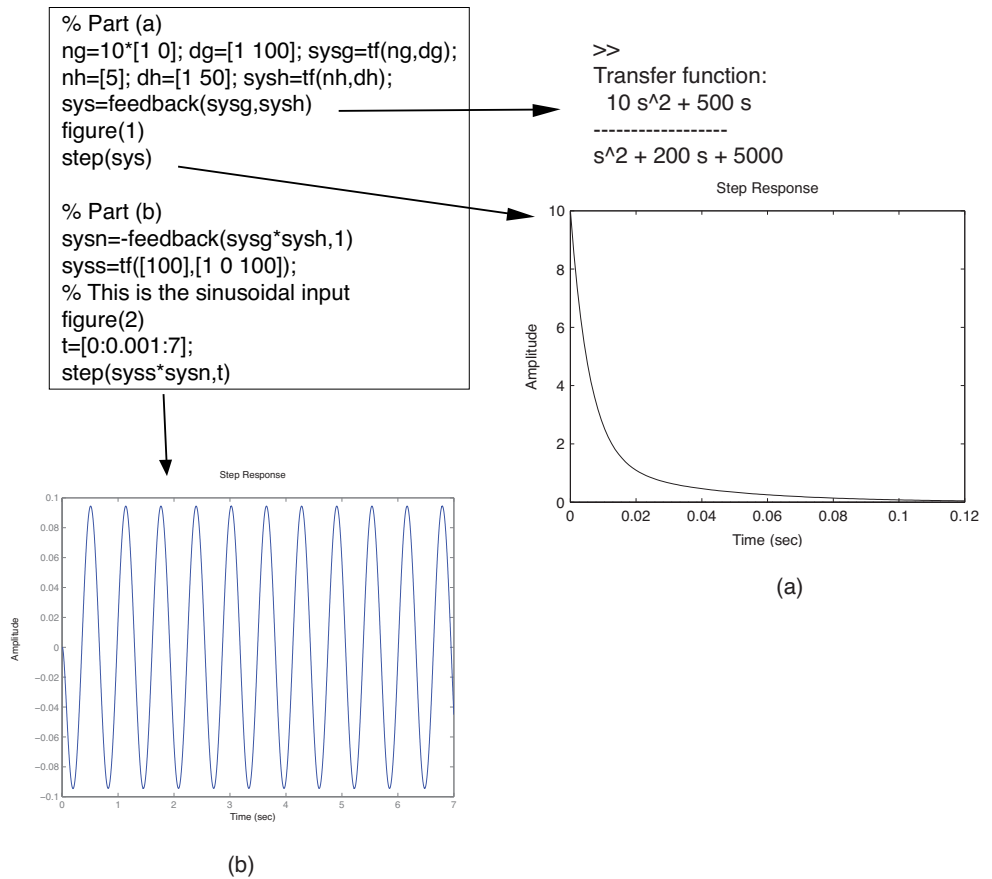 % Part (a)
ng=10*[1 0]; dg=[1 100]; sysg=tf(ng,dg);
nh=[5]; dh=[1 50]; sysh=tf(nh,dh);
sys=feedback(sysg,sysh)
figure(1)
step(sys)
% Part (b)
sysn=-feedback(sysg*sysh,1)
syss=tf([100],[1 0 100]);
% This is the sinusoidal input
figure(2)
t=[0:0.001:7];
step(syss*sysn,t)
>>
Transfer function:
10 s^2 + 500 s
------------------
s^2 + 200 s + 5000
Step Response
10
8
6
4
2
0
Amplitude
0 0.02 0.04 0.06 0.08 0.1 0.12
Time (sec)
(a)
Step Response
0.1
0.08
0.06
0.04
0.02
0
−0.02
−0.04
−0.06
−0.08
−0.1
Amplitude
0 1 2 3 4 5 6 7
Time (sec)
(b)